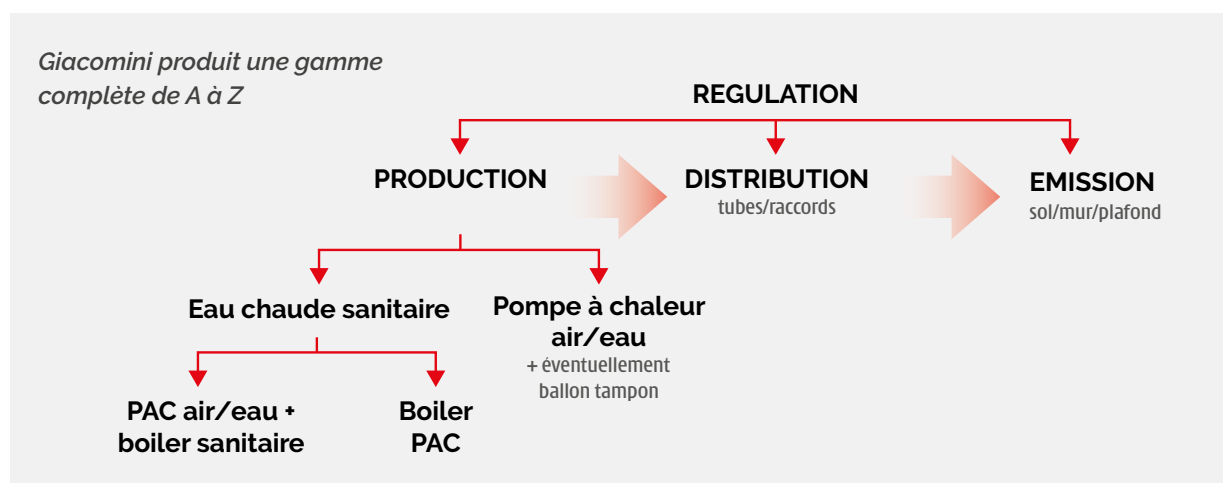 Giacomini produit une gamme
complète de A à Z
REGULATION
PRODUCTION
DISTRIBUTION
tubes/raccords
EMISSION
sol/mur/plafond
Eau chaude sanitaire
Pompe à chaleur
air/eau
+ éventuellement
ballon tampon
PAC air/eau +
boiler sanitaire
Boiler
PAC